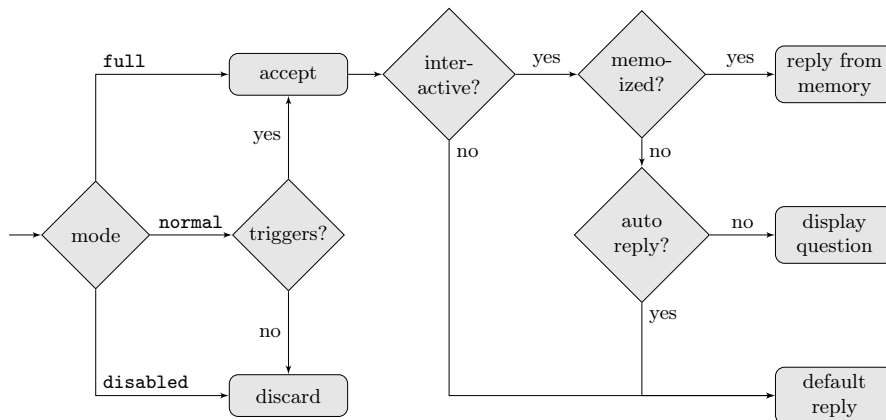 full
accept
inter-
active?
yes
memo-
ized?
yes
reply from
memory
yes
no
no
mode
normal
triggers?
auto
reply?
no
display
question
no
yes
disabled
discard
default
reply